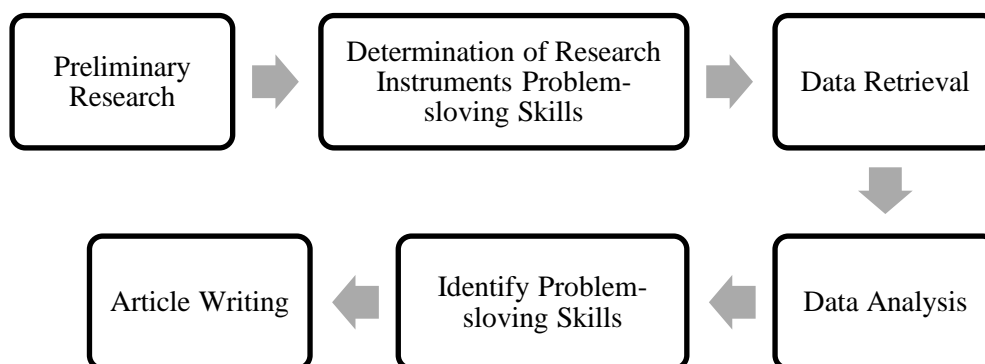 Preliminary
Research
Determination of Research
Instruments Problem-
sloving Skills
Data Retrieval
Data Analysis
Identify Problem-
sloving Skills
Article Writing